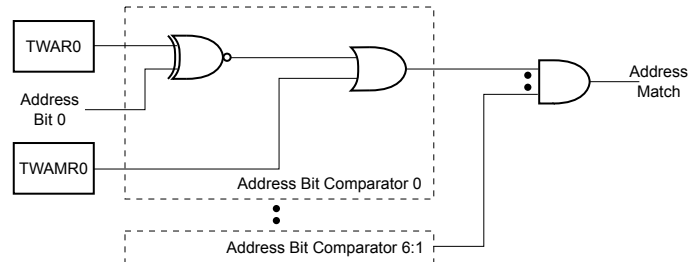 TWAR0
Address
Bit 0
TWAMR0
Address Bit Comparator 0
Address
Match
Address Bit Comparator 6:1